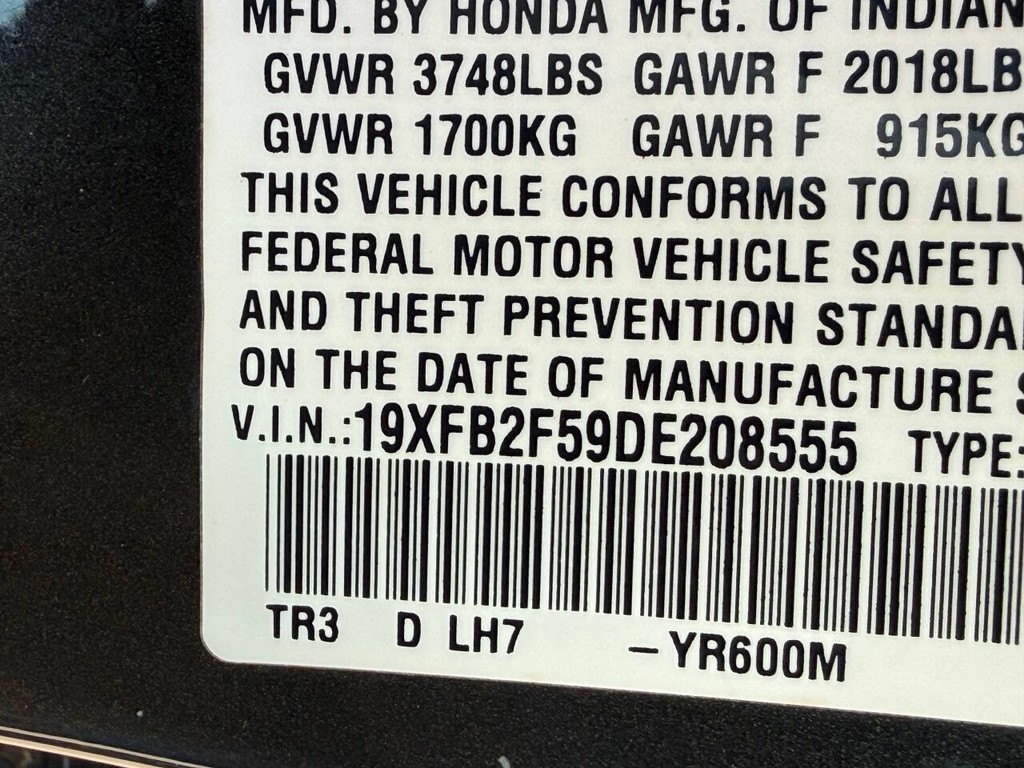 MFD. BY HONDA MFG. OF INDIAN
GVWR 3748LBS GAWR F 2018LB
GVWR 1700KG GAWR F 915KG
THIS VEHICLE CONFORMS TO ALL
FEDERAL MOTOR VEHICLE SAFETY
AND THEFT PREVENTION STANDA
ON THE DATE OF MANUFACTURE S
V.I.N.:19XFB2F59DE208555 TYPE:
TR3 D LH7 –YR600M